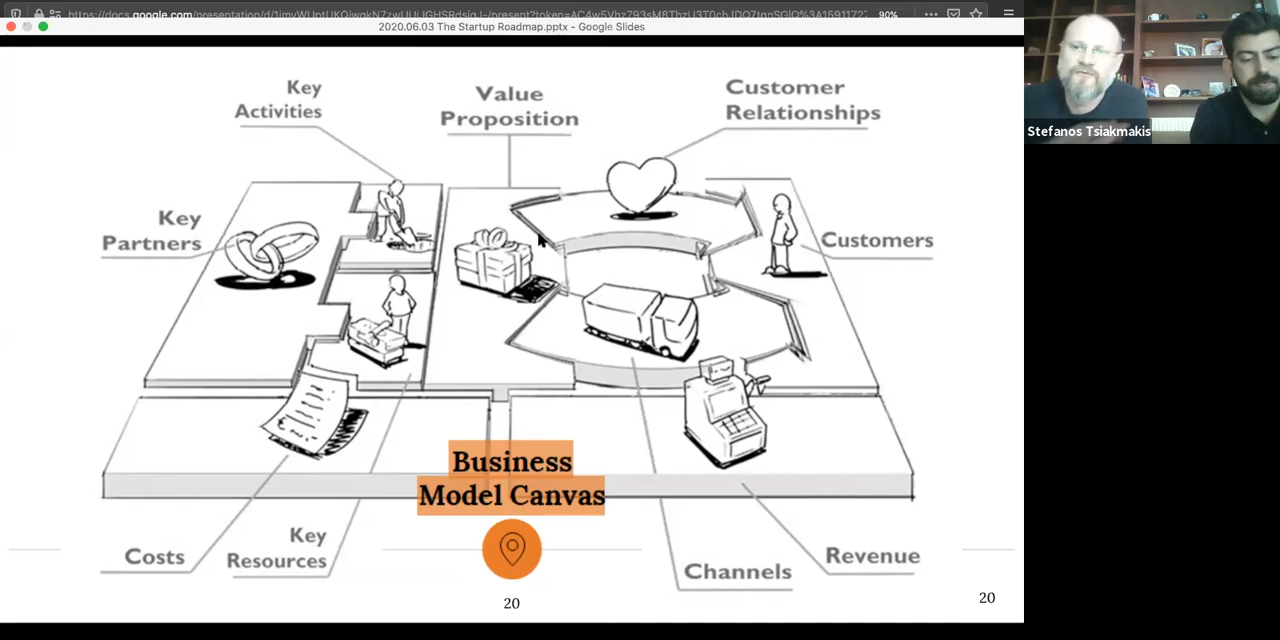 90%
2020.06.03 The Startup Roadmap.pptx - Google Slides
Stefanos Tsiakmakis
Key
Activities
Value
Proposition
Customer
Relationships
Key
Partners
Customers
Business
Model Canvas
Costs
Key
Resources
Channels
Revenue
20
20